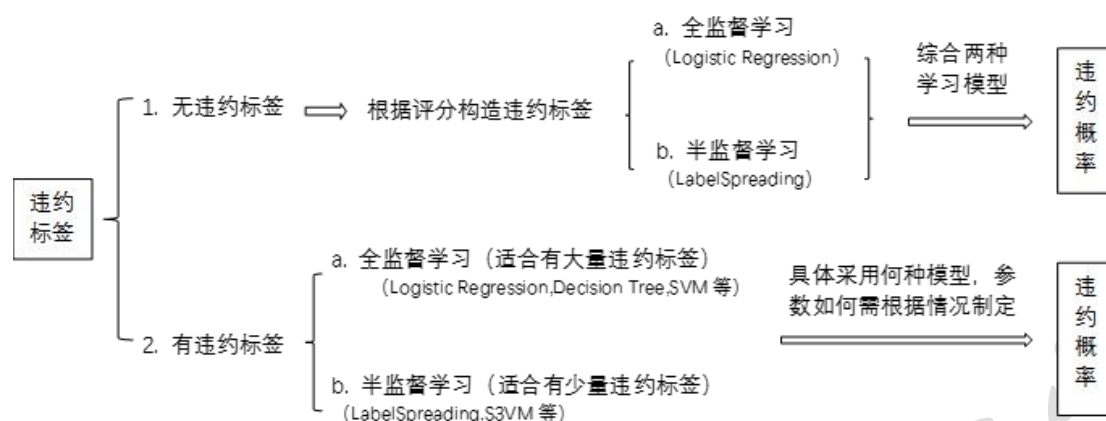 违约
标签
1. 无违约标签
根据评分构造违约标签
a. 全监督学习
(Logistic Regression)
b. 半监督学习
(LabelSpreading)
综合两种
学习模型
违
约
概
率
2. 有违约标签
a. 全监督学习（适合有大量违约标签）
(Logistic Regression,Decision Tree,SVM 等)
b. 半监督学习（适合有少量违约标签）
(LabelSpreading,S3VM 等)
具体采用何种模型，参
数如何需根据情况制定
违
约
概
率